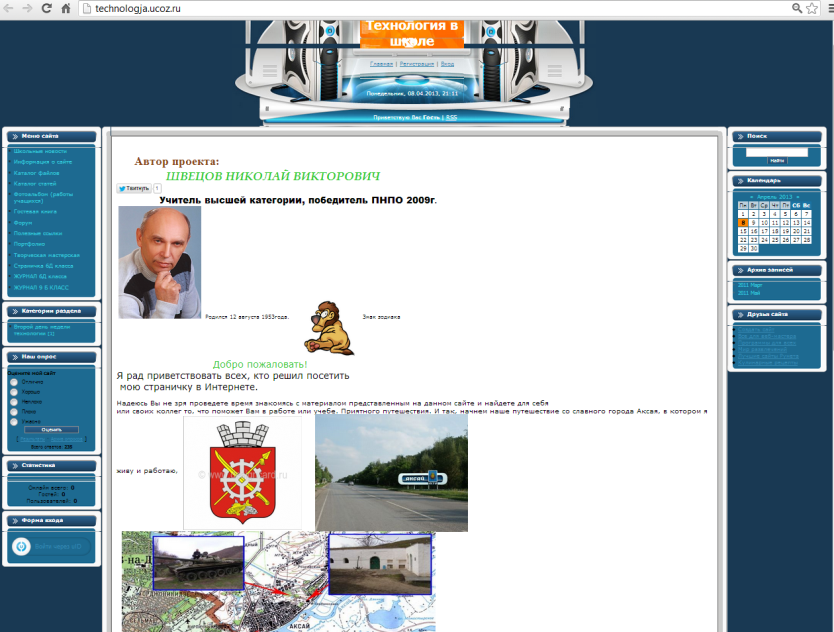 technologja.ucoz.ru
Технология в
школе
Главная | Регистрация | Вход
Понедельник, 08.04.2013, 21:11
Приветствую Вас Гость | RSS
Меню сайта
Школьные новости
Информация о сайте
Каталог файлов
Каталог статей
Фотоальбом (работы
учащихся)
Гостевая книга
Форум
Полезные ссылки
Портфолио
Творческая мастерская
Страничка 6Д класса
ЖУРНАЛ 6Д класса
ЖУРНАЛ 9 Б КЛАСС
Категории раздела
Второй день недели
технологии [1]
Наш опрос
Оцените мой сайт
Отлично
Хорошо
Неплохо
Плохо
Ужасно
Оценить
Статистика
Онлайн всего: 0
Гостей: 0
Пользователей: 0
Форма входа
Автор проекта:
ШВЕЦОВ НИКОЛАЙ ВИКТОРОВИЧ
Твитнуть 1
Учитель высшей категории, победитель ПНПО 2009г.
Родился 12 августа 1953года. Знак зодиака
Добро пожаловать!
Я рад приветствовать всех, кто решил посетить
мою страничку в Интернете.
Надеюсь Вы не зря проведете время знакомясь с материалом представленным на данном сайте и найдете для себя
или своих коллег то, что поможет Вам в работе или учебе. Приятного путешествия. И так, начнем наше путешествие со славного города Аксая, в котором я
живу и работаю,
АКСАЙ
АКСАЙ
Поиск
Найти
Календарь
« Апрель 2013 »
Пн Вт Ср Чт Пт Сб Вс
1 2 3 4 5 6 7
8 9 10 11 12 13 14
15 16 17 18 19 20 21
22 23 24 25 26 27 28
29 30
Архив записей
2011 Март
2011 Май
Друзья сайта
Создать сайт